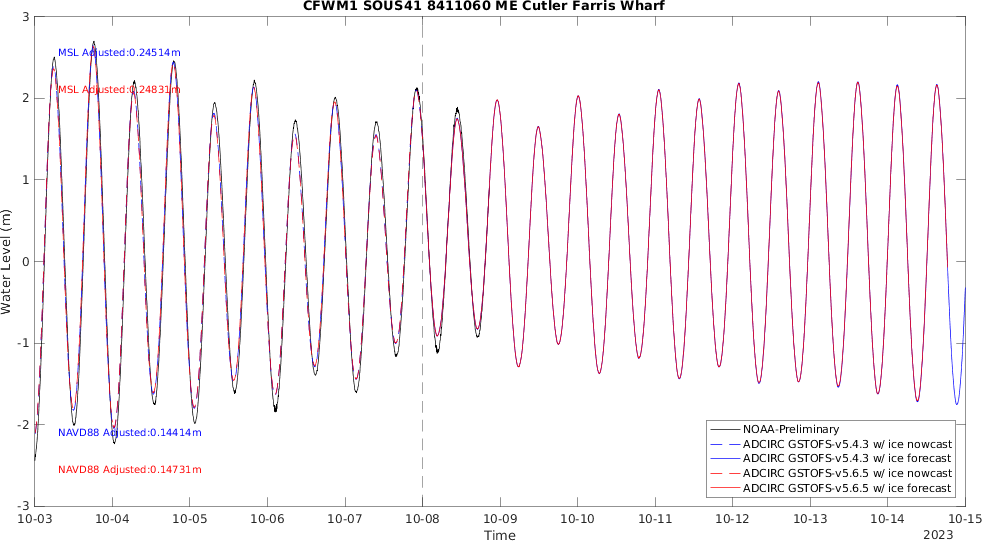 CFWM1 SOUS41 8411060 ME Cutler Farris Wharf
3
2
1
0
-1
-2
-3
Water Level (m)
MSL Adjusted:0.24514m
MSL Adjusted:0.24831m
NAVD88 Adjusted:0.14414m
NAVD88 Adjusted:0.14731m
NOAA-Preliminary
ADCIRC GSTOFS-v5.4.3 w/ ice nowcast
ADCIRC GSTOFS-v5.4.3 w/ ice forecast
ADCIRC GSTOFS-v5.6.5 w/ ice nowcast
ADCIRC GSTOFS-v5.6.5 w/ ice forecast
10-03 10-04 10-05 10-06 10-07 10-08 10-09 10-10 10-11 10-12 10-13 10-14 10-15
Time 2023